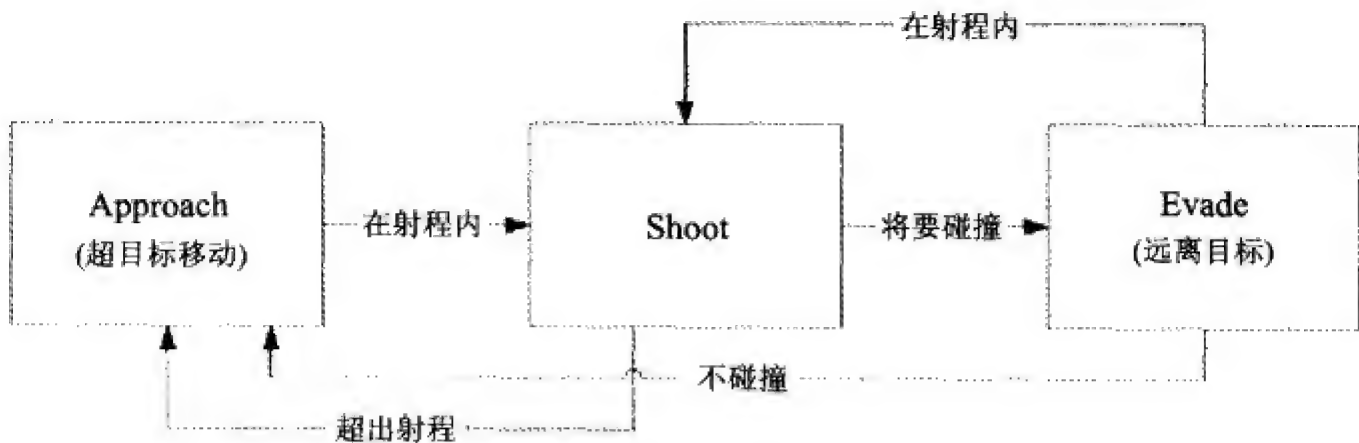 在射程内
Approach
(超目标移动)
在射程内
Shoot
将要碰撞
Evade
(远离目标)
不碰撞
超出射程